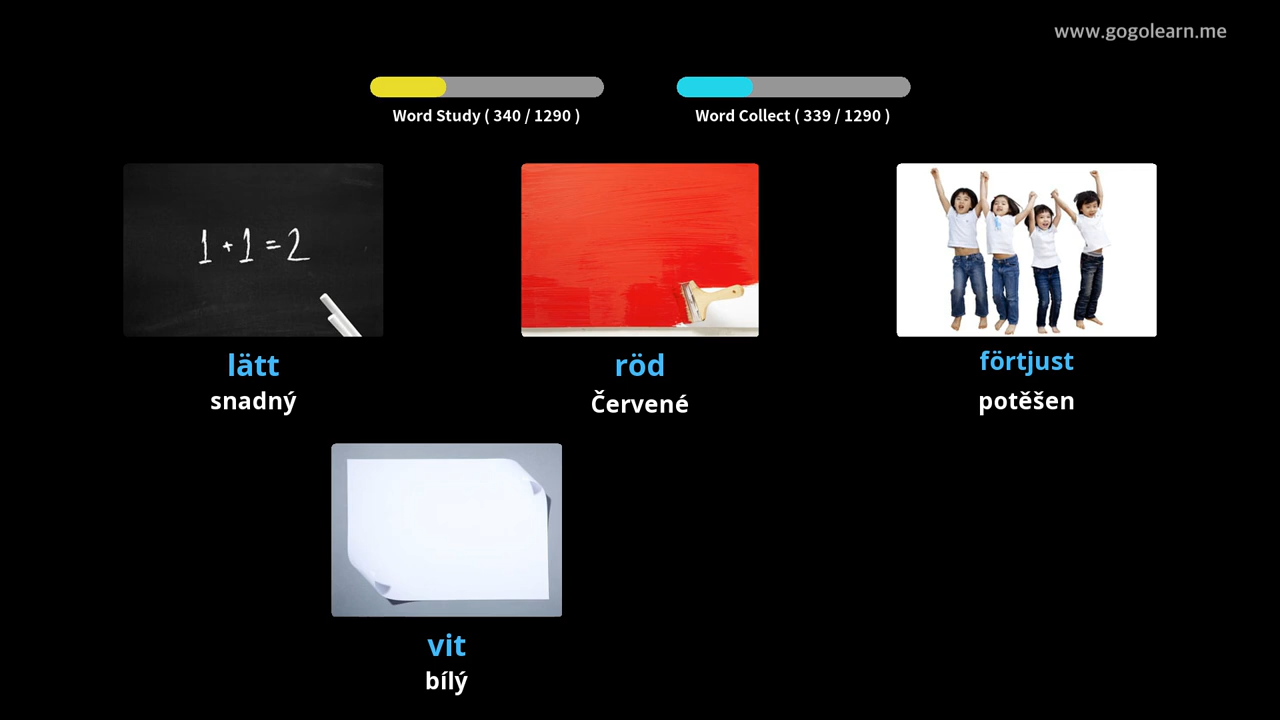 www.gogolearn.me
Word Study ( 340 / 1290 )
Word Collect ( 339 / 1290 )
1 + 1 = 2
lätt
snadný
röd
Červené
förtjust
potěšen
vit
bílý